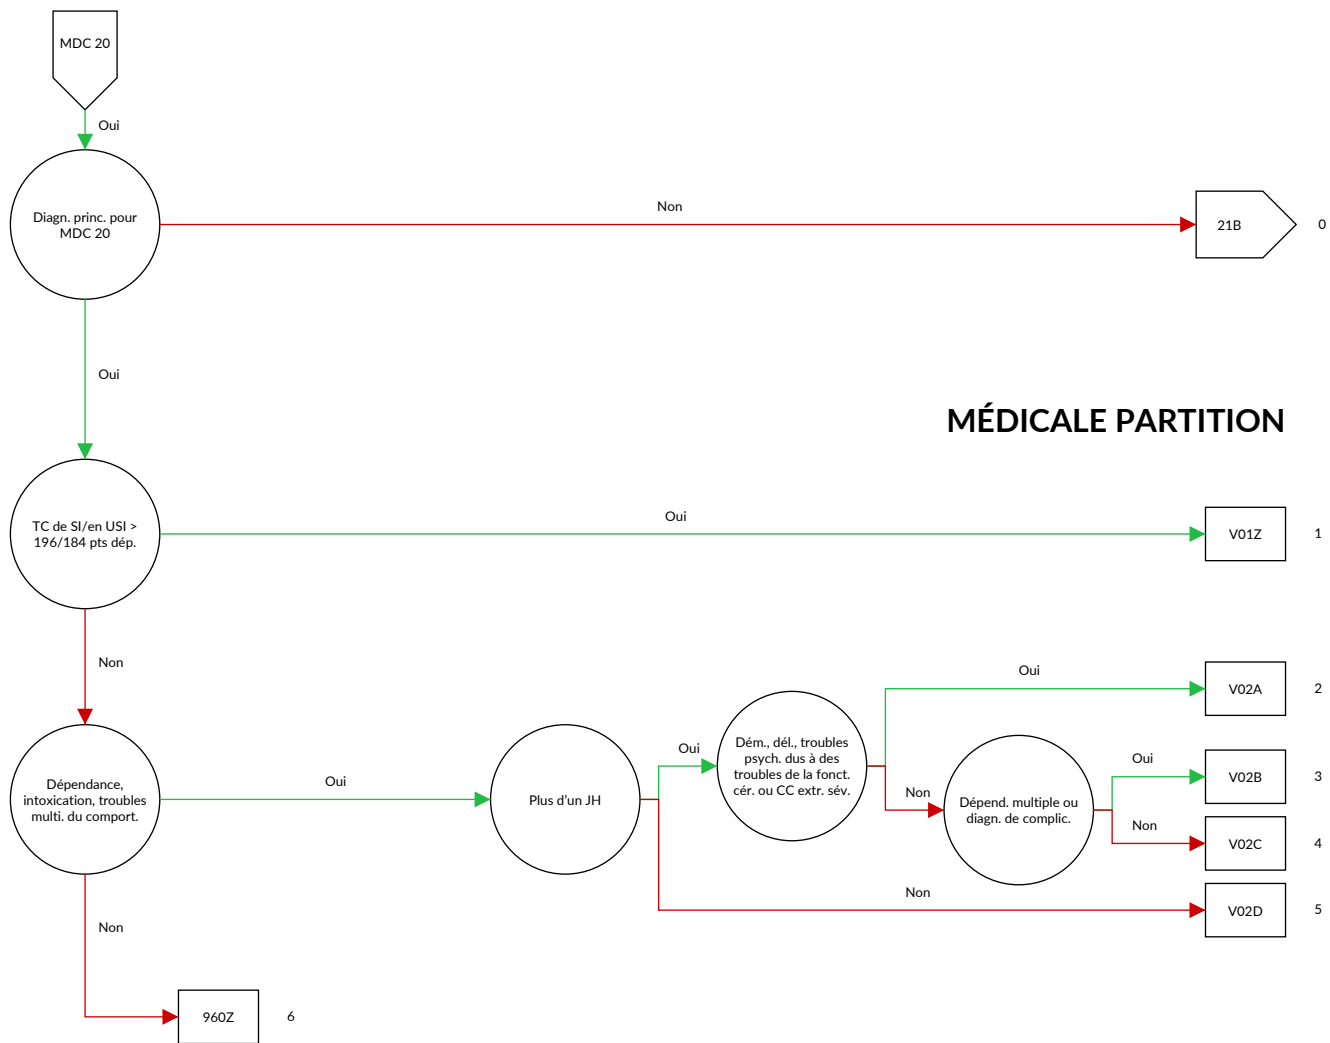 MDC 20
Oui
Diagn. princ. pour
MDC 20
Non
21B
0
Oui
MÉDICALE PARTITION
TC de SI/en USI >
196/184 pts dép.
Oui
V01Z
1
Non
Dépendance,
intoxication, troubles
multi. du comport.
Oui
Plus d'un JH
Oui
Dém., dél., troubles
psych. dus à des
troubles de la fonct.
cér. ou CC extr. sév.
Oui
V02A
2
Non
Dépend. multiple ou
diagn. de complic.
Oui
V02B
3
Non
V02C
4
Non
V02D
5
Non
960Z
6